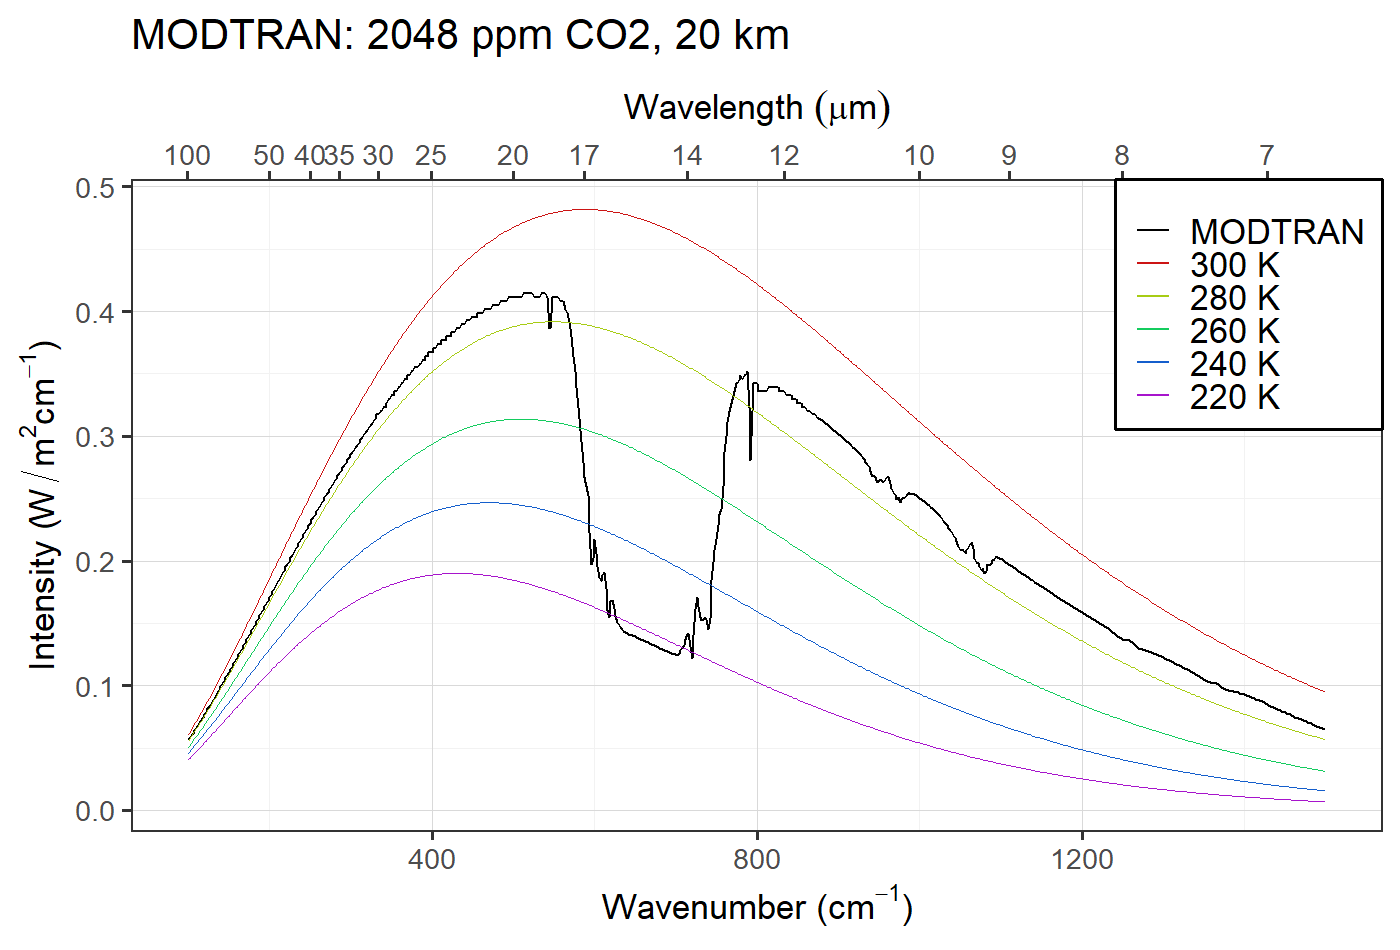 MODTRAN: 2048 ppm CO2, 20 km
Wavelength (μm)
100 50 40 35 30 25 20 17 14 12 10 9 8 7
0.5
0.4
0.3
0.2
0.1
0.0
Intensity (W / m²cm⁻¹)
MODTRAN
300 K
280 K
260 K
240 K
220 K
400 800 1200
Wavenumber (cm⁻¹)